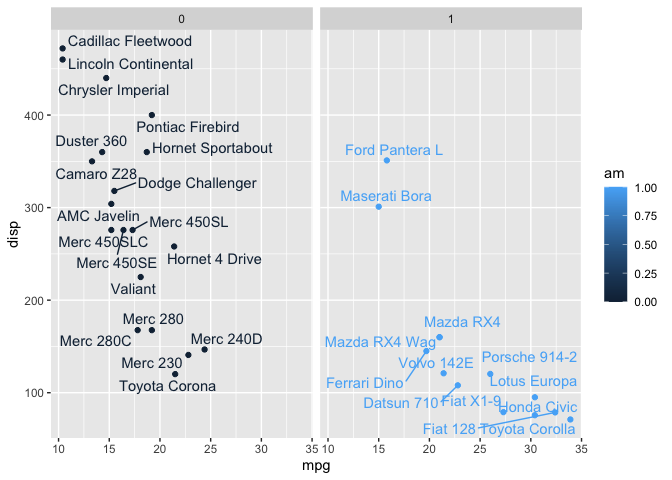 0
1
Cadillac Fleetwood
Lincoln Continental
Chrysler Imperial
Pontiac Firebird
Duster 360
Hornet Sportabout
Camaro Z28
Dodge Challenger
AMC Javelin
Merc 450SL
Merc 450SLC
Merc 450SE
Hornet 4 Drive
Valiant
Merc 280
Merc 280C
Merc 240D
Merc 230
Toyota Corona
Ford Pantera L
Maserati Bora
Mazda RX4
Mazda RX4 Wag
Porsche 914-2
Volvo 142E
Ferrari Dino
Lotus Europa
Datsun 710
Fiat X1-9
Honda Civic
Fiat 128
Toyota Corolla
400
300
200
100
disp
10 15 20 25 30 35
10 15 20 25 30 35
mpg
am
1.00
0.75
0.50
0.25
0.00